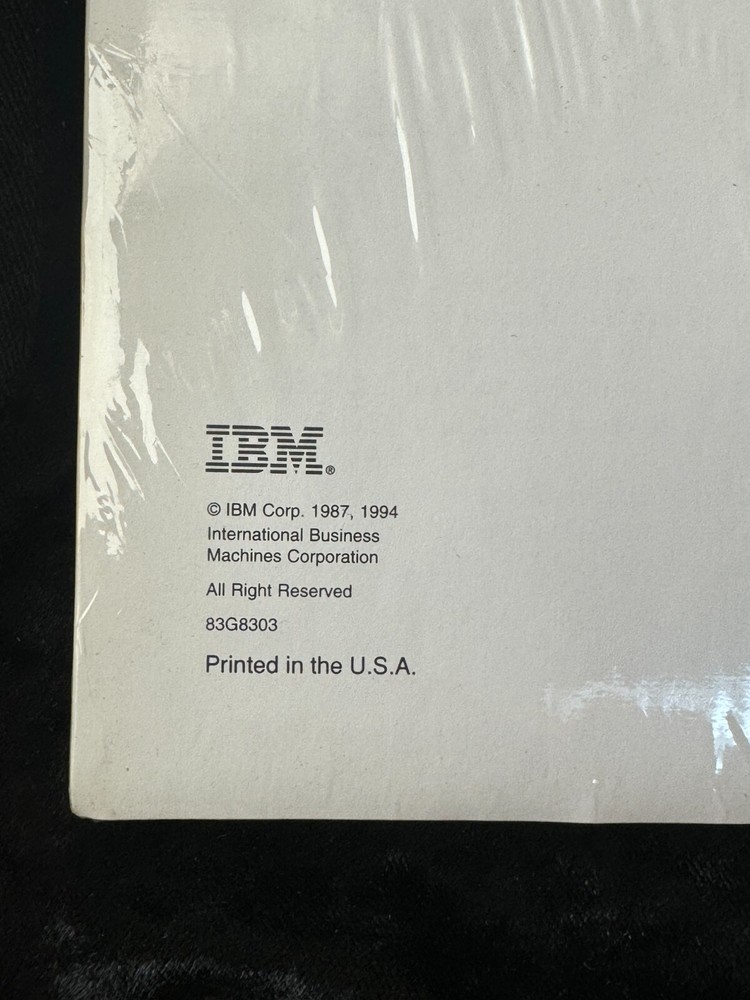 IBM®
© IBM Corp. 1987, 1994
International Business
Machines Corporation
All Right Reserved
83G8303
Printed in the U.S.A.